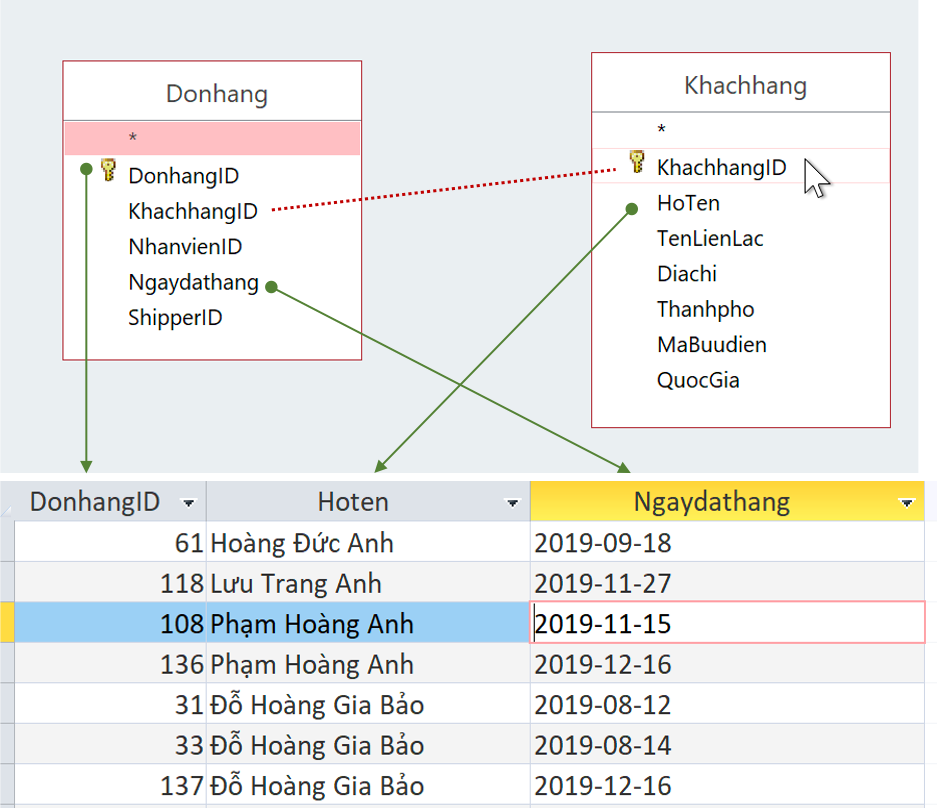 Donhang
*
DonhangID
KhachhangID
NhanvienID
Ngaydathang
ShipperID
Khachhang
*
KhachhangID
HoTen
TenLienLac
Diachi
Thanhpho
MaBuudien
QuocGia
DonhangID Hoten Ngaydathang
61 Hoàng Đức Anh 2019-09-18
118 Lưu Trang Anh 2019-11-27
108 Phạm Hoàng Anh 2019-11-15
136 Phạm Hoàng Anh 2019-12-16
31 Đỗ Hoàng Gia Bảo 2019-08-12
33 Đỗ Hoàng Gia Bảo 2019-08-14
137 Đỗ Hoàng Gia Bảo 2019-12-16